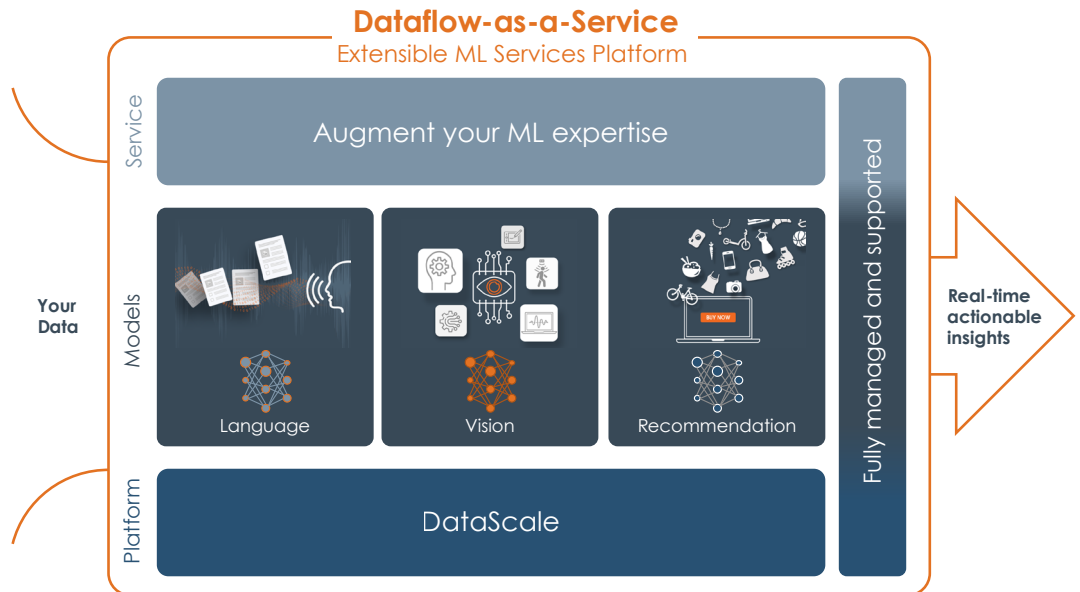 Dataflow-as-a-Service
Extensible ML Services Platform
Service
Augment your ML expertise
Fully managed and supported
Your
Data
Models
BUY NOW
Language
Vision
Recommendation
Real-time
actionable
insights
Platform
DataScale